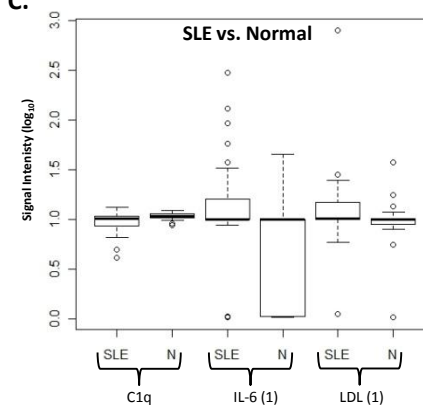 C.
SLE vs. Normal
Signal Intenisty (log10)
3.0
2.5
2.0
1.5
1.0
0.5
0.0
SLE N SLE N SLE N
C1q IL-6 (1) LDL (1)